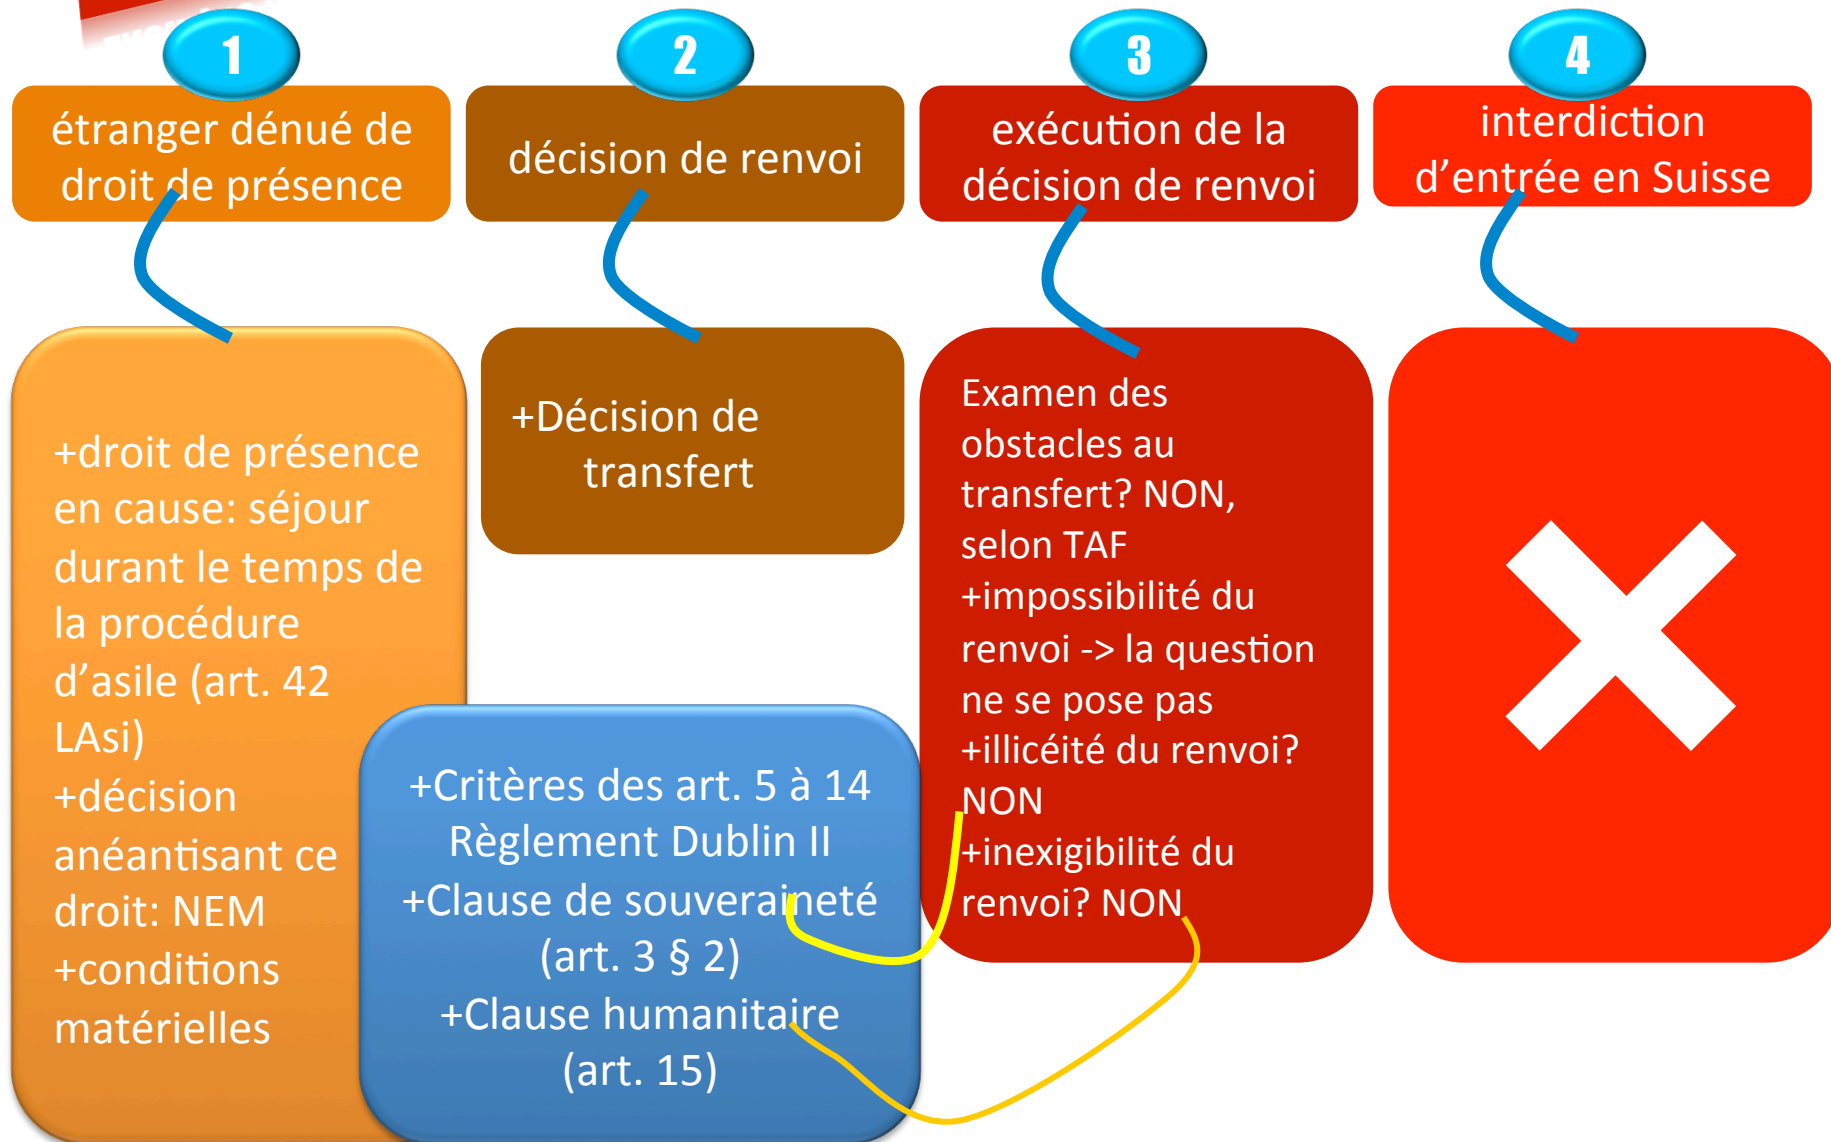 1
étranger dénué de
droit de présence
2
décision de renvoi
3
exécution de la
décision de renvoi
4
interdiction
d’entrée en Suisse
+droit de présence
en cause: séjour
durant le temps de
la procédure
d’asile (art. 42
LAsi)
+décision
anéantisant ce
droit: NEM
+conditions
matérielles
+Critères des art. 5 à 14
Règlement Dublin II
+Clause de souveraineté
(art. 3 § 2)
+Clause humanitaire
(art. 15)
+Décision de
transfert
Examen des
obstacles au
transfert? NON,
selon TAF
+impossibilité du
renvoi -> la question
ne se pose pas
+illicéité du renvoi?
NON
+inexigibilité du
renvoi? NON